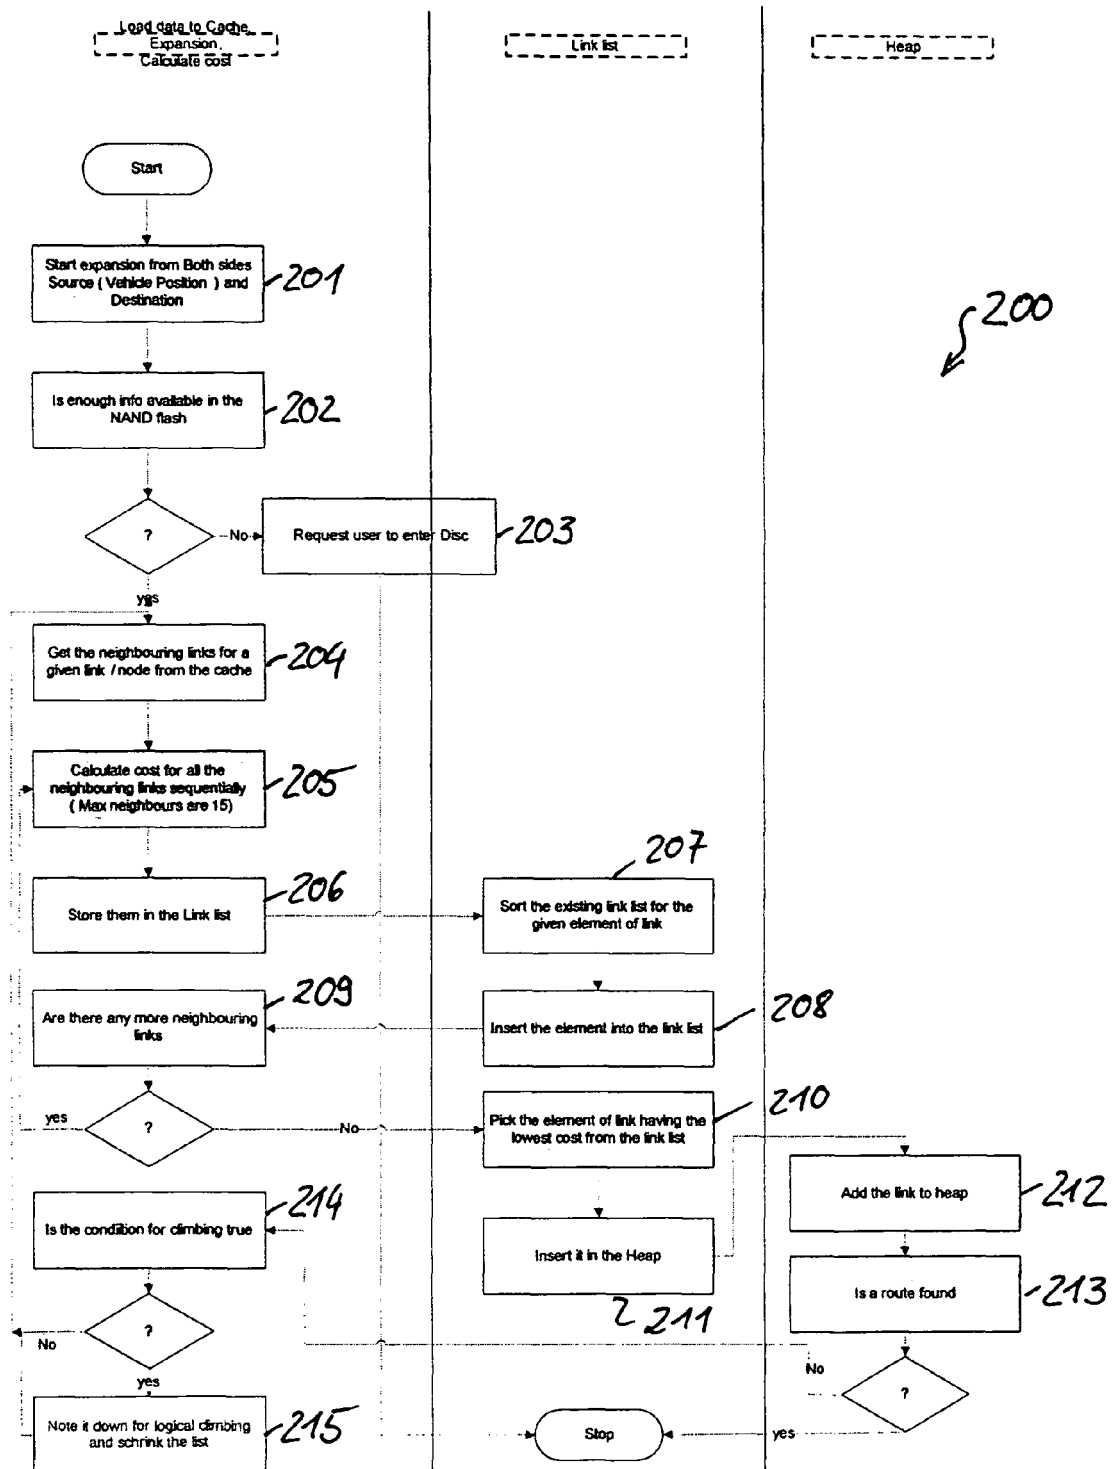 Load data to Cache,
Expansion,
Calculate cost
Link list
Heap
Start
Start expansion from Both sides
Source ( Vehicle Position ) and
Destination
201
200
Is enough info available in the
NAND flash
202
?
No
Request user to enter Disc
203
yes
Get the neighbouring links for a
given link / node from the cache
204
Calculate cost for all the
neighbouring links sequentially
( Max neighbours are 15)
205
Store them in the Link list
206
207
Sort the existing link list for the
given element of link
Are there any more neighbouring
links
209
Insert the element into the link list
208
yes
?
No
Pick the element of link having the
lowest cost from the link list
210
Add the link to heap
212
Is the condition for climbing true
214
Insert it in the Heap
211
Is a route found
213
?
No
yes
No
?
yes
Note it down for logical climbing
and schrink the list
215
Stop